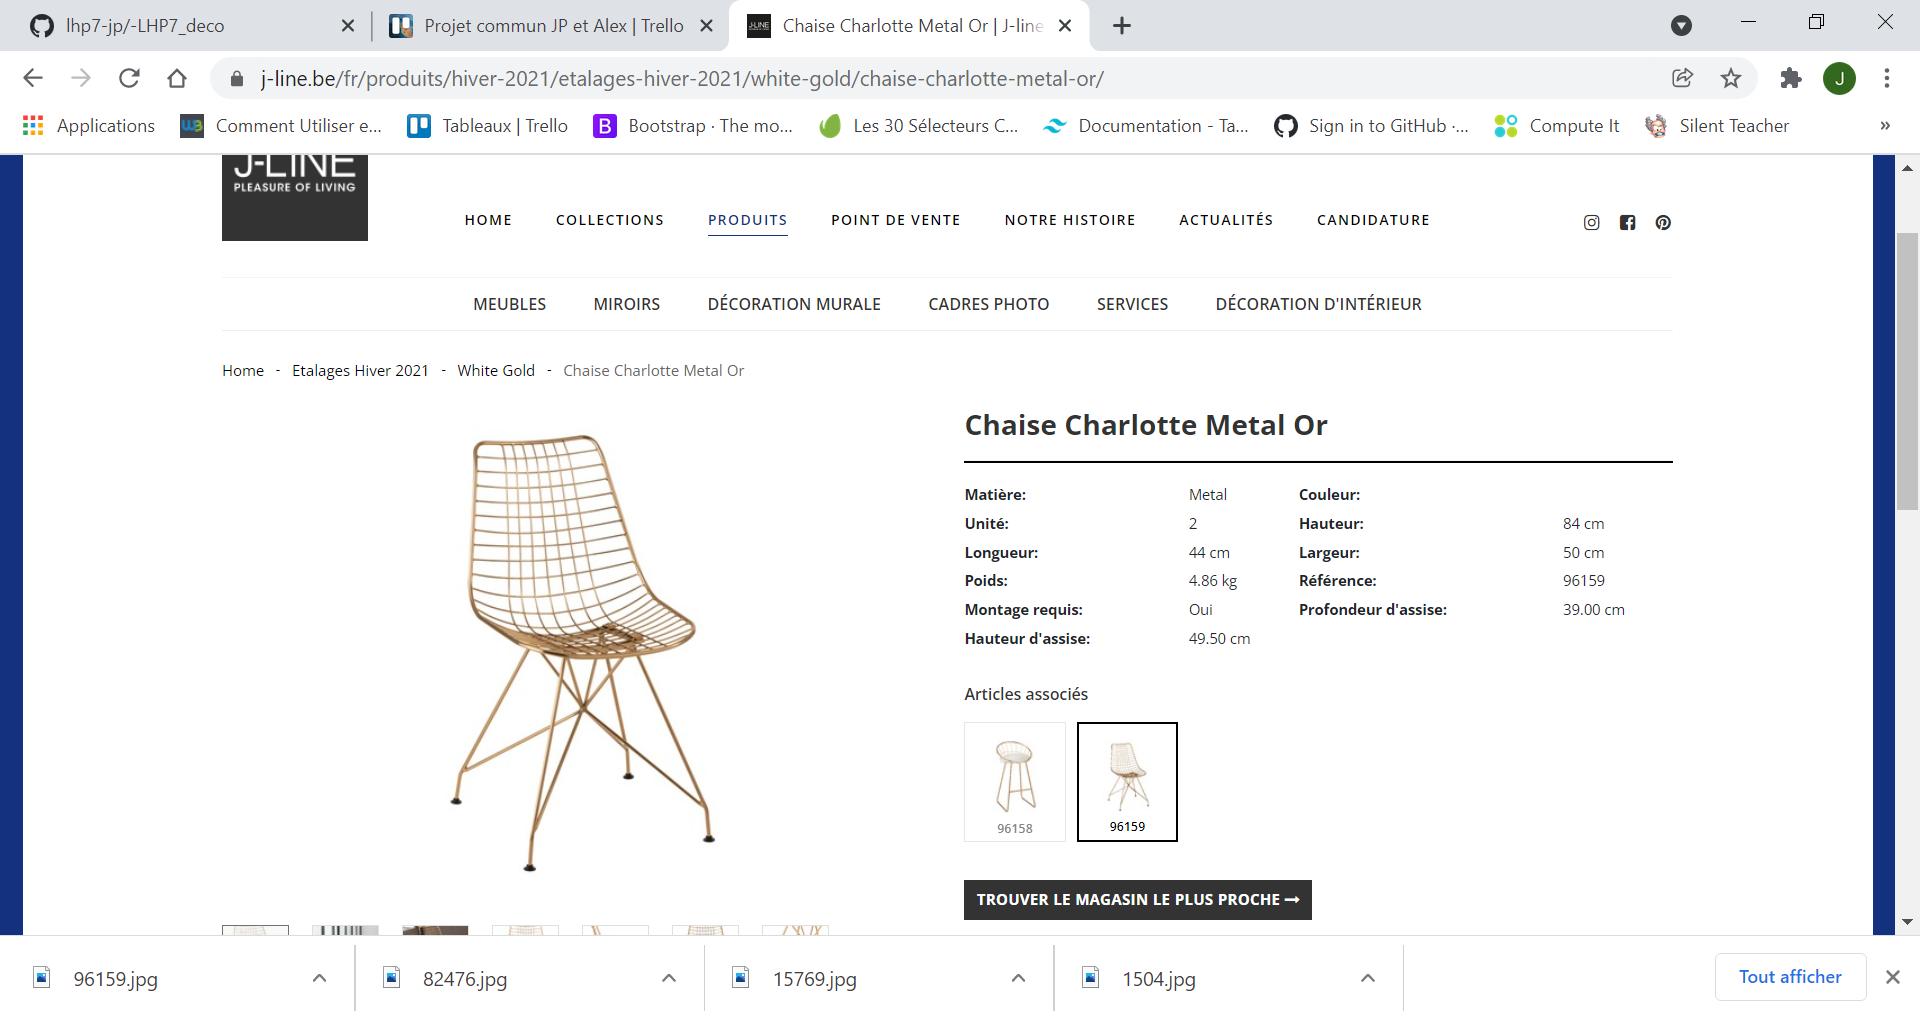 lhp7-jp/-LHP7_deco
Projet commun JP et Alex | Trello
Chaise Charlotte Metal Or | J-line
j-line.be/fr/produits/hiver-2021/etalages-hiver-2021/white-gold/chaise-charlotte-metal-or/
J
Applications
Comment Utiliser e...
Tableaux | Trello
Bootstrap · The mo...
Les 30 Sélecteurs C...
Documentation - Ta...
Sign in to GitHub ·...
Compute It
Silent Teacher
»
J-LINE
PLEASURE OF LIVING
HOME
COLLECTIONS
PRODUITS
POINT DE VENTE
NOTRE HISTOIRE
ACTUALITÉS
CANDIDATURE
MEUBLES
MIROIRS
DÉCORATION MURALE
CADRES PHOTO
SERVICES
DÉCORATION D'INTÉRIEUR
Home - Etalages Hiver 2021 - White Gold - Chaise Charlotte Metal Or
Chaise Charlotte Metal Or
Matière: Metal Couleur:
Unité: 2 Hauteur: 84 cm
Longueur: 44 cm Largeur: 50 cm
Poids: 4.86 kg Référence: 96159
Montage requis: Oui Profondeur d'assise: 39.00 cm
Hauteur d'assise: 49.50 cm
Articles associés
96158
96159
TROUVER LE MAGASIN LE PLUS PROCHE →
96159.jpg
82476.jpg
15769.jpg
1504.jpg
Tout afficher